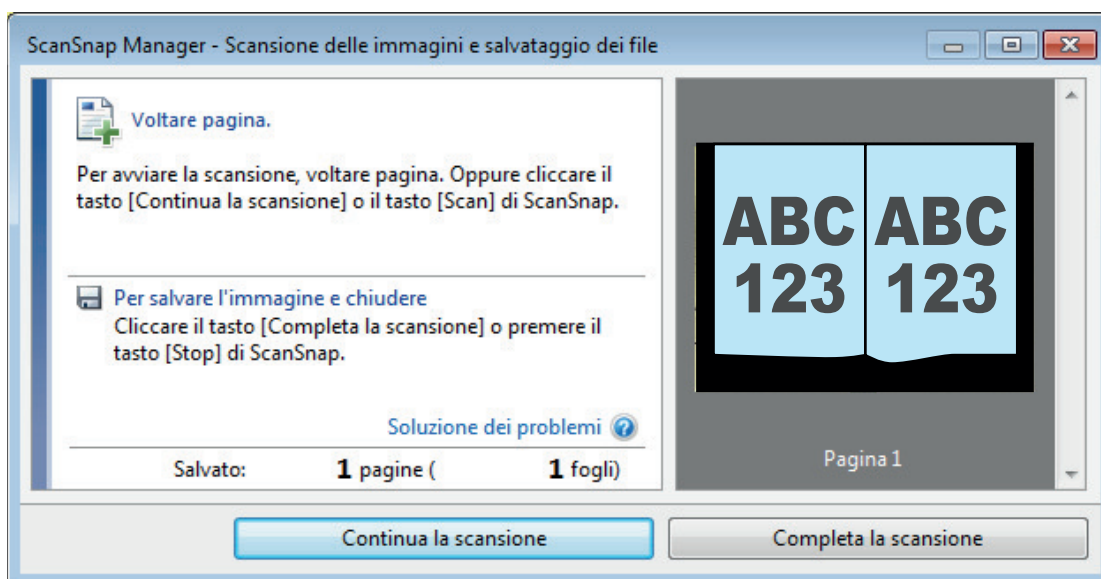 ScanSnap Manager - Scansione delle immagini e salvataggio dei file
Voltare pagina.
Per avviare la scansione, voltare pagina. Oppure cliccare il
tasto [Continua la scansione] o il tasto [Scan] di ScanSnap.
Per salvare l'immagine e chiudere
Cliccare il tasto [Completa la scansione] o premere il
tasto [Stop] di ScanSnap.
Soluzione dei problemi ?
Salvato: 1 pagine ( 1 fogli)
ABC ABC
123 123
Pagina 1
Continua la scansione
Completa la scansione